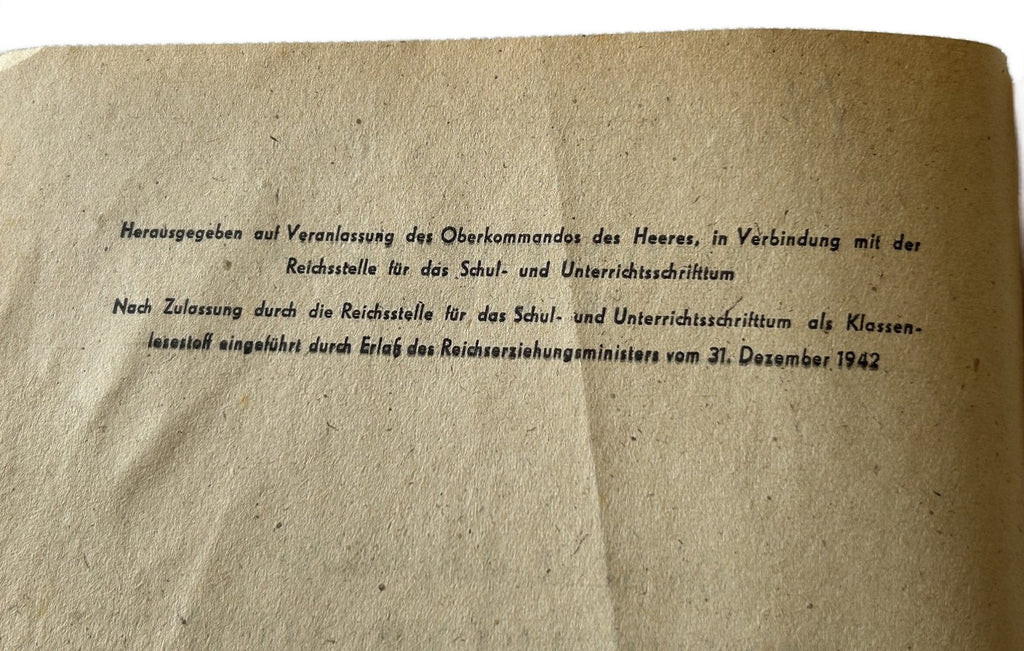 Herausgegeben auf Veranlassung des Oberkommandos des Heeres, in Verbindung mit der
Reichsstelle für das Schul- und Unterrichtsschrifttum
Nach Zulassung durch die Reichsstelle für das Schul- und Unterrichtsschrifttum als Klassen-
lesestoff eingeführt durch Erlaß des Reichserziehungsministers vom 31. Dezember 1942